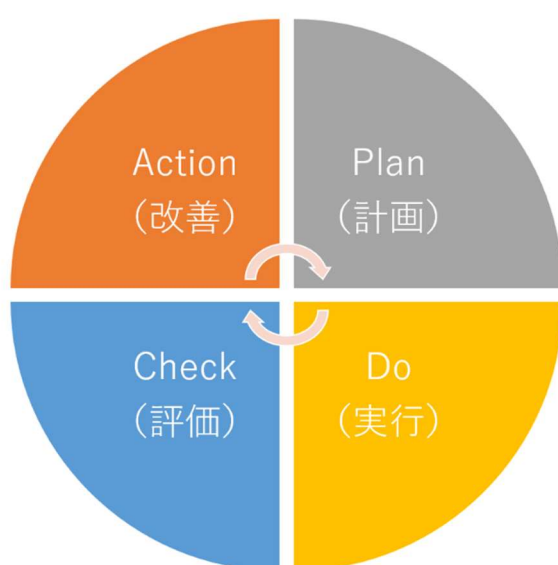 Action
（改善）
Plan
（計画）
Check
（評価）
Do
（実行）